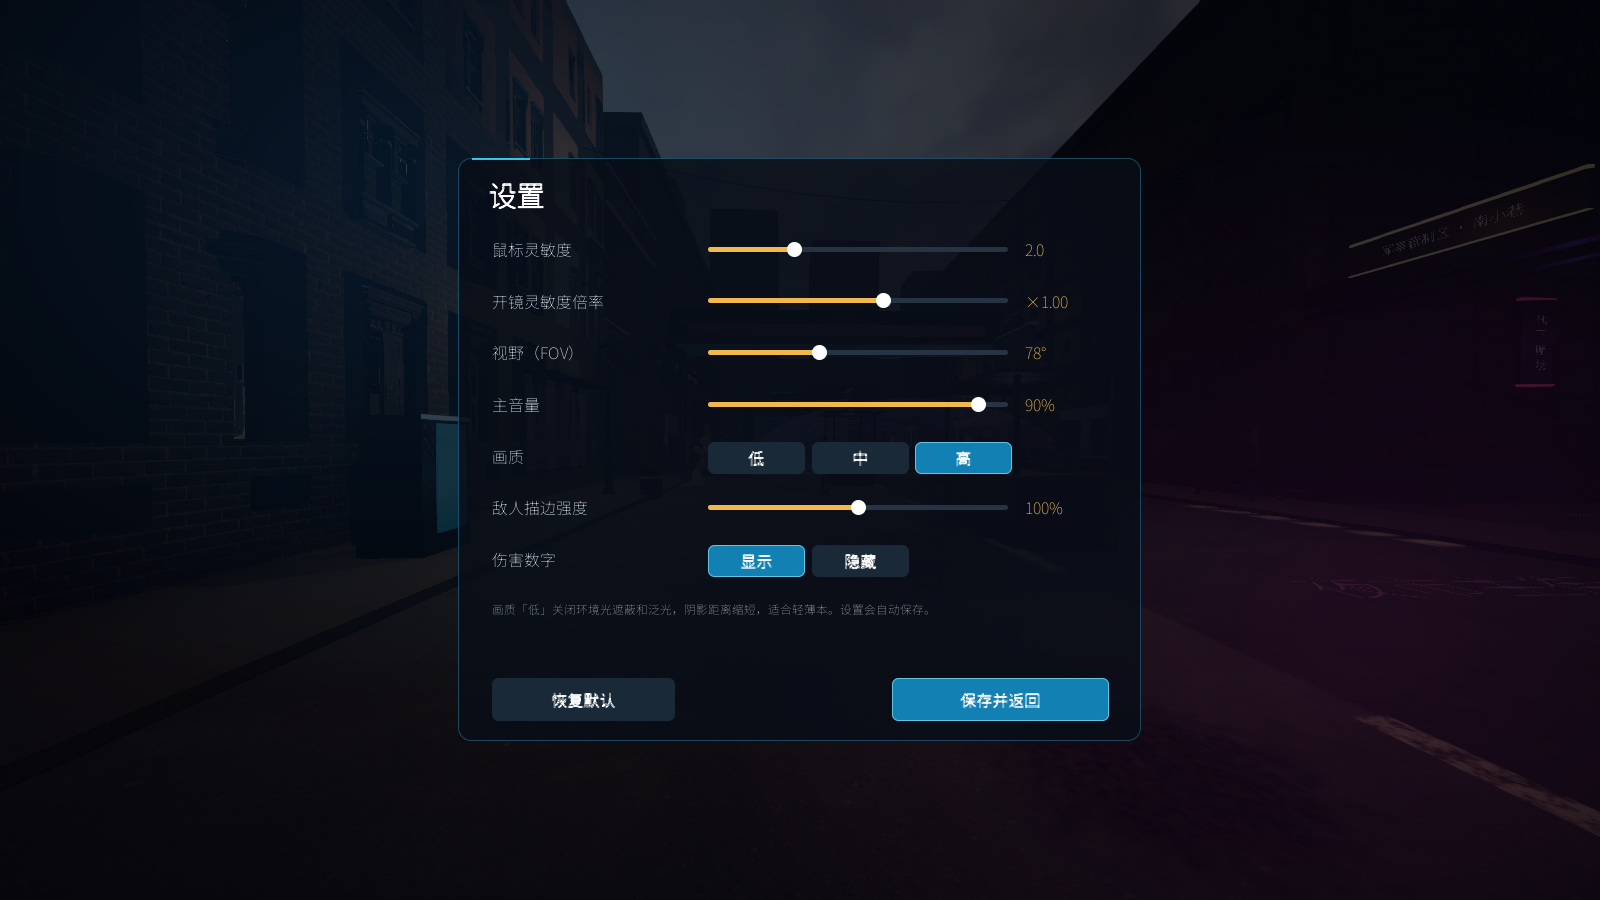 设置
鼠标灵敏度 2.0
开镜灵敏度倍率 ×1.00
视野（FOV） 78°
主音量 90%
画质 低 中 高
敌人描边强度 100%
伤害数字 显示 隐藏
画质「低」关闭环境光遮蔽和泛光，阴影距离缩短，适合轻薄本。设置会自动保存。
恢复默认 保存并返回
南小巷